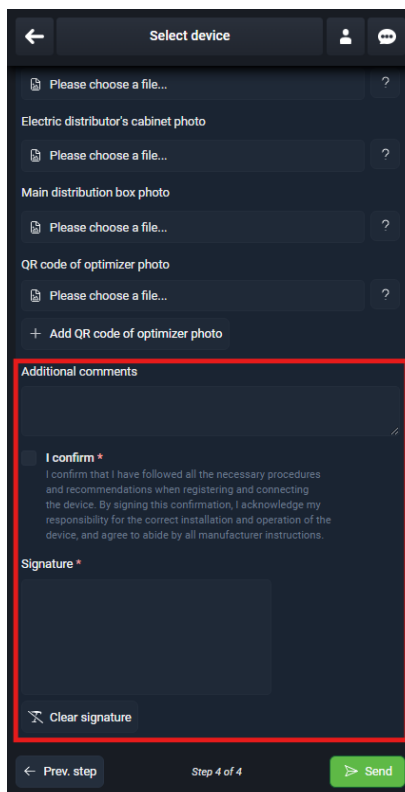 Select device
Please choose a file...
?
Electric distributor's cabinet photo
Please choose a file...
?
Main distribution box photo
Please choose a file...
?
QR code of optimizer photo
Please choose a file...
?
+ Add QR code of optimizer photo
Additional comments
I confirm *
I confirm that I have followed all the necessary procedures
and recommendations when registering and connecting
the device. By signing this confirmation, I acknowledge my
responsibility for the correct installation and operation of the
device, and agree to abide by all manufacturer instructions.
Signature *
Clear signature
← Prev. step
Step 4 of 4
Send